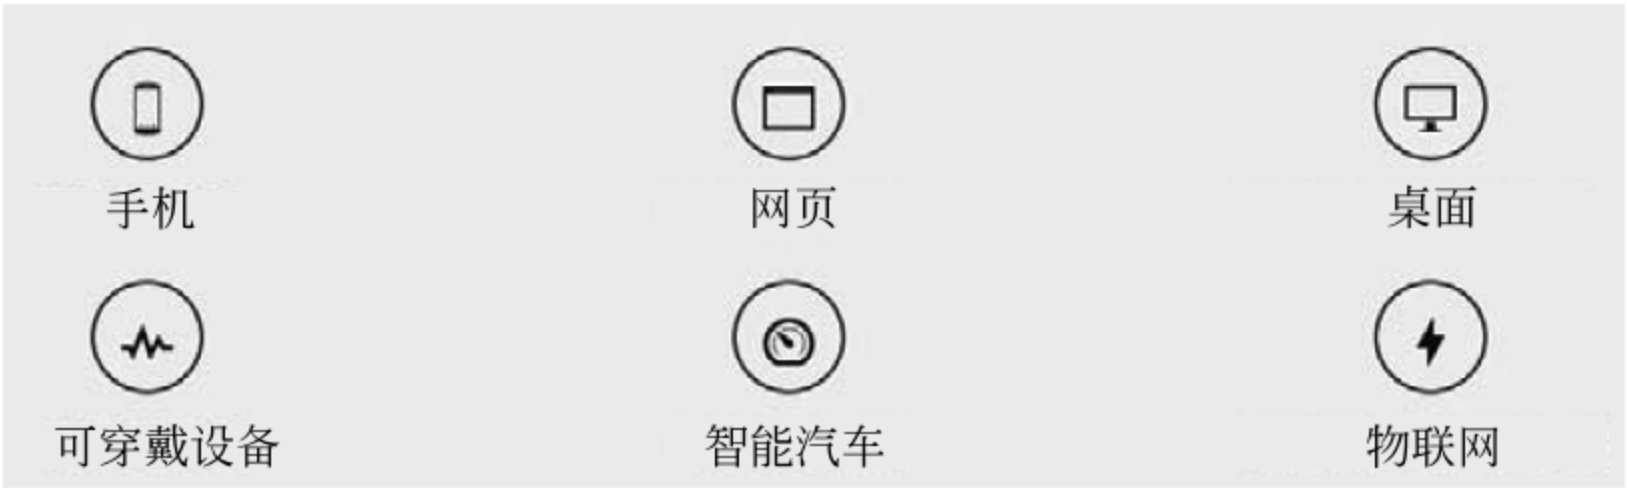 手机
网页
桌面
可穿戴设备
智能汽车
物联网